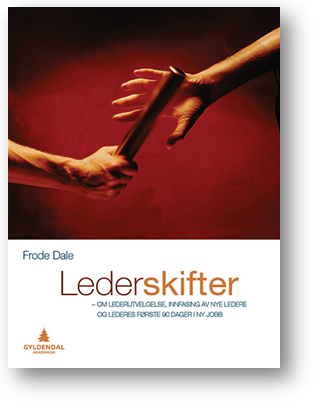 Frode Dale
Lederskifter
– OM LEDERUTVELGELSE, INNFASING AV NYE LEDERE
OG LEDERES FØRSTE 90 DAGER I NY JOBB
GYLDENDAL
AKADEMISK